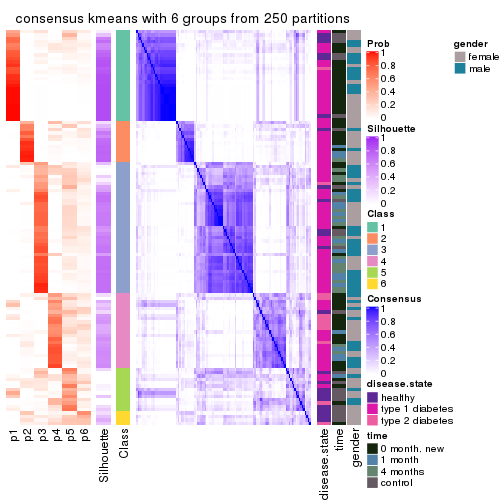 consensus kmeans with 6 groups from 250 partitions
p1
p2
p3
p4
p5
p6
Silhouette
Class
disease.state
time
gender
Prob
1
0.8
0.6
0.4
0.2
0
Silhouette
1
0.8
0.6
0.4
0.2
0
Class
1
2
3
4
5
6
Consensus
1
0.8
0.6
0.4
0.2
0
disease.state
healthy
type 1 diabetes
type 2 diabetes
time
0 month. new
1 month
4 months
control
gender
female
male